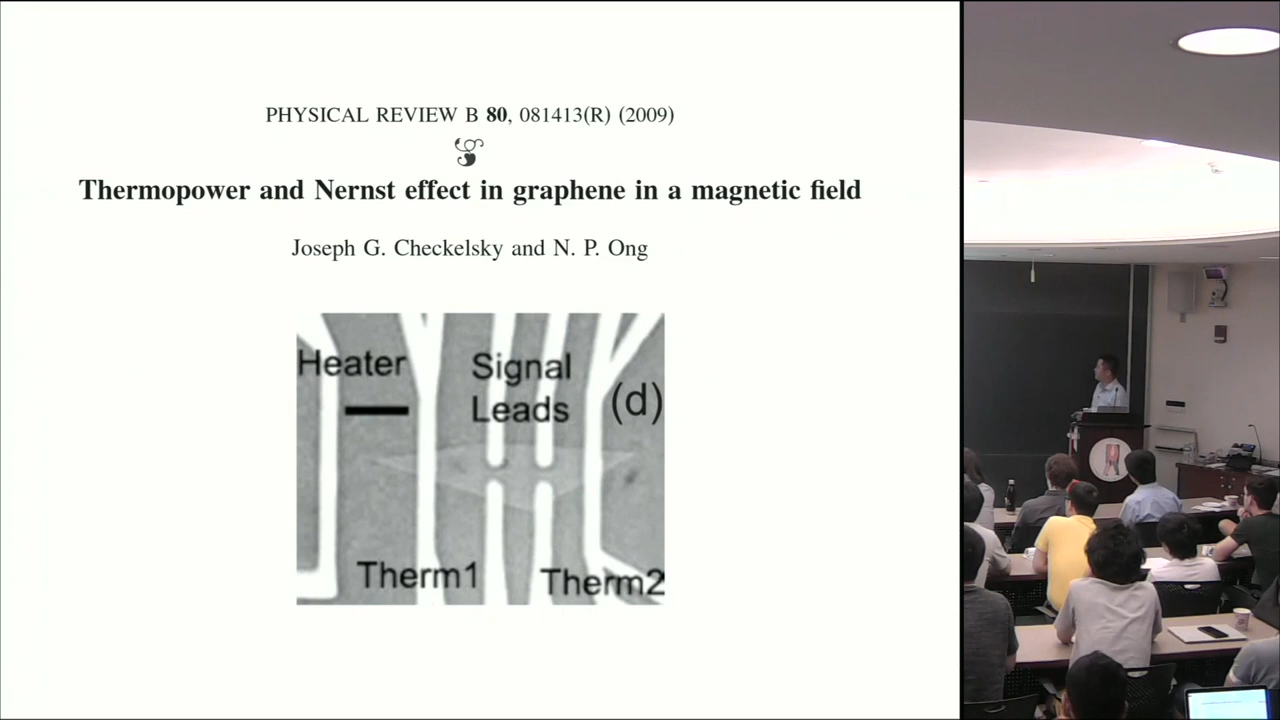 PHYSICAL REVIEW B 80, 081413(R) (2009)
Thermopower and Nernst effect in graphene in a magnetic field
Joseph G. Checkelsky and N. P. Ong
Heater
Signal
Leads
(d)
Therm1
Therm2